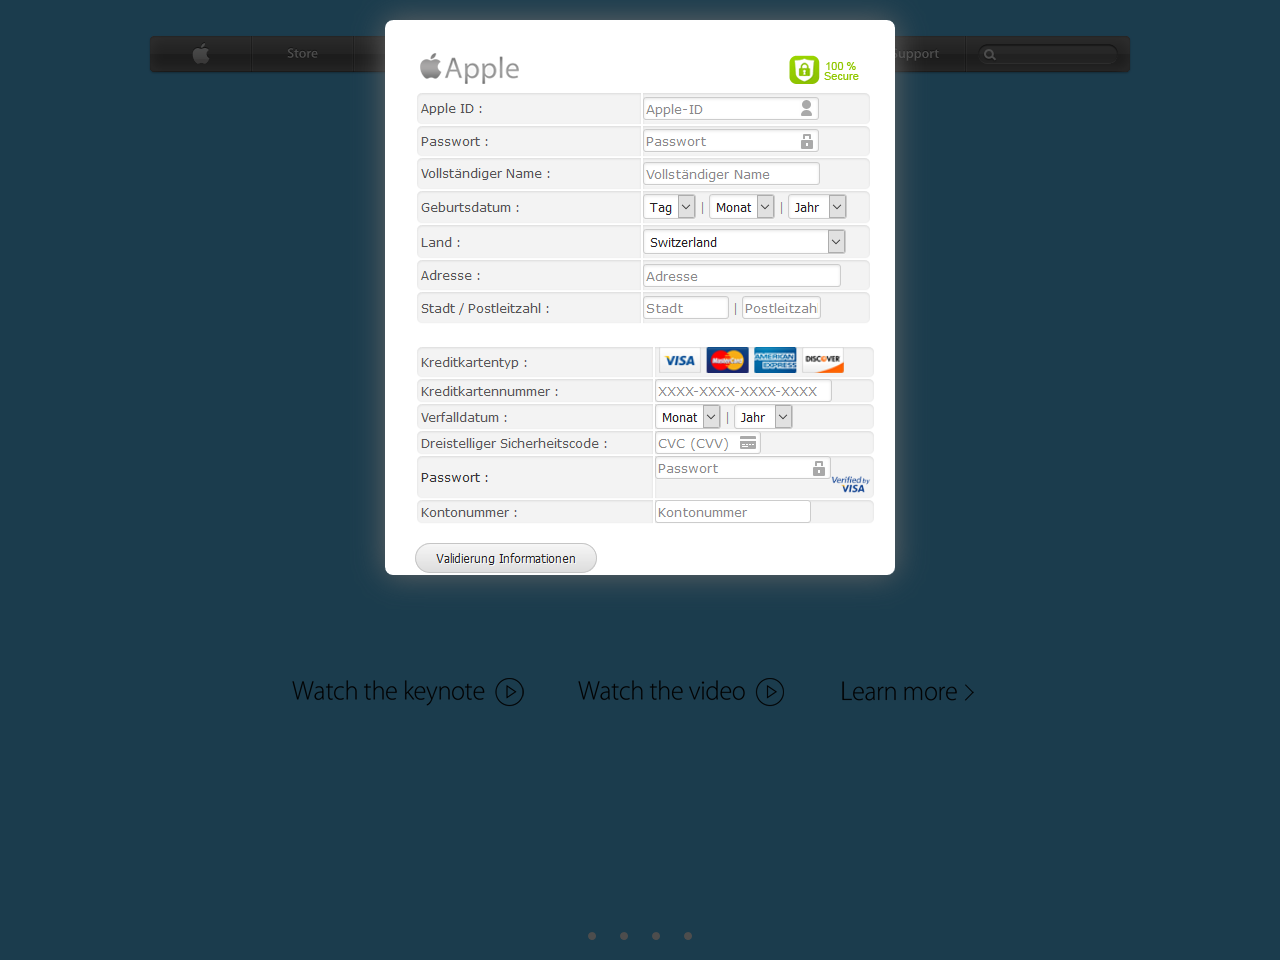 Store
Support
Apple
100 %
Secure
Apple ID :
Apple-ID
Passwort :
Passwort
Vollständiger Name :
Vollständiger Name
Geburtsdatum :
Tag | Monat | Jahr
Land :
Switzerland
Adresse :
Adresse
Stadt / Postleitzahl :
Stadt | Postleitzah
Kreditkartentyp :
VISA MasterCard AMERICAN EXPRESS DISCOVER
Kreditkartennummer :
XXXX-XXXX-XXXX-XXXX
Verfalldatum :
Monat | Jahr
Dreistelliger Sicherheitscode :
CVC (CVV)
Passwort :
Passwort
Verified by
VISA
Kontonummer :
Kontonummer
Validierung Informationen
Watch the keynote
Watch the video
Learn more